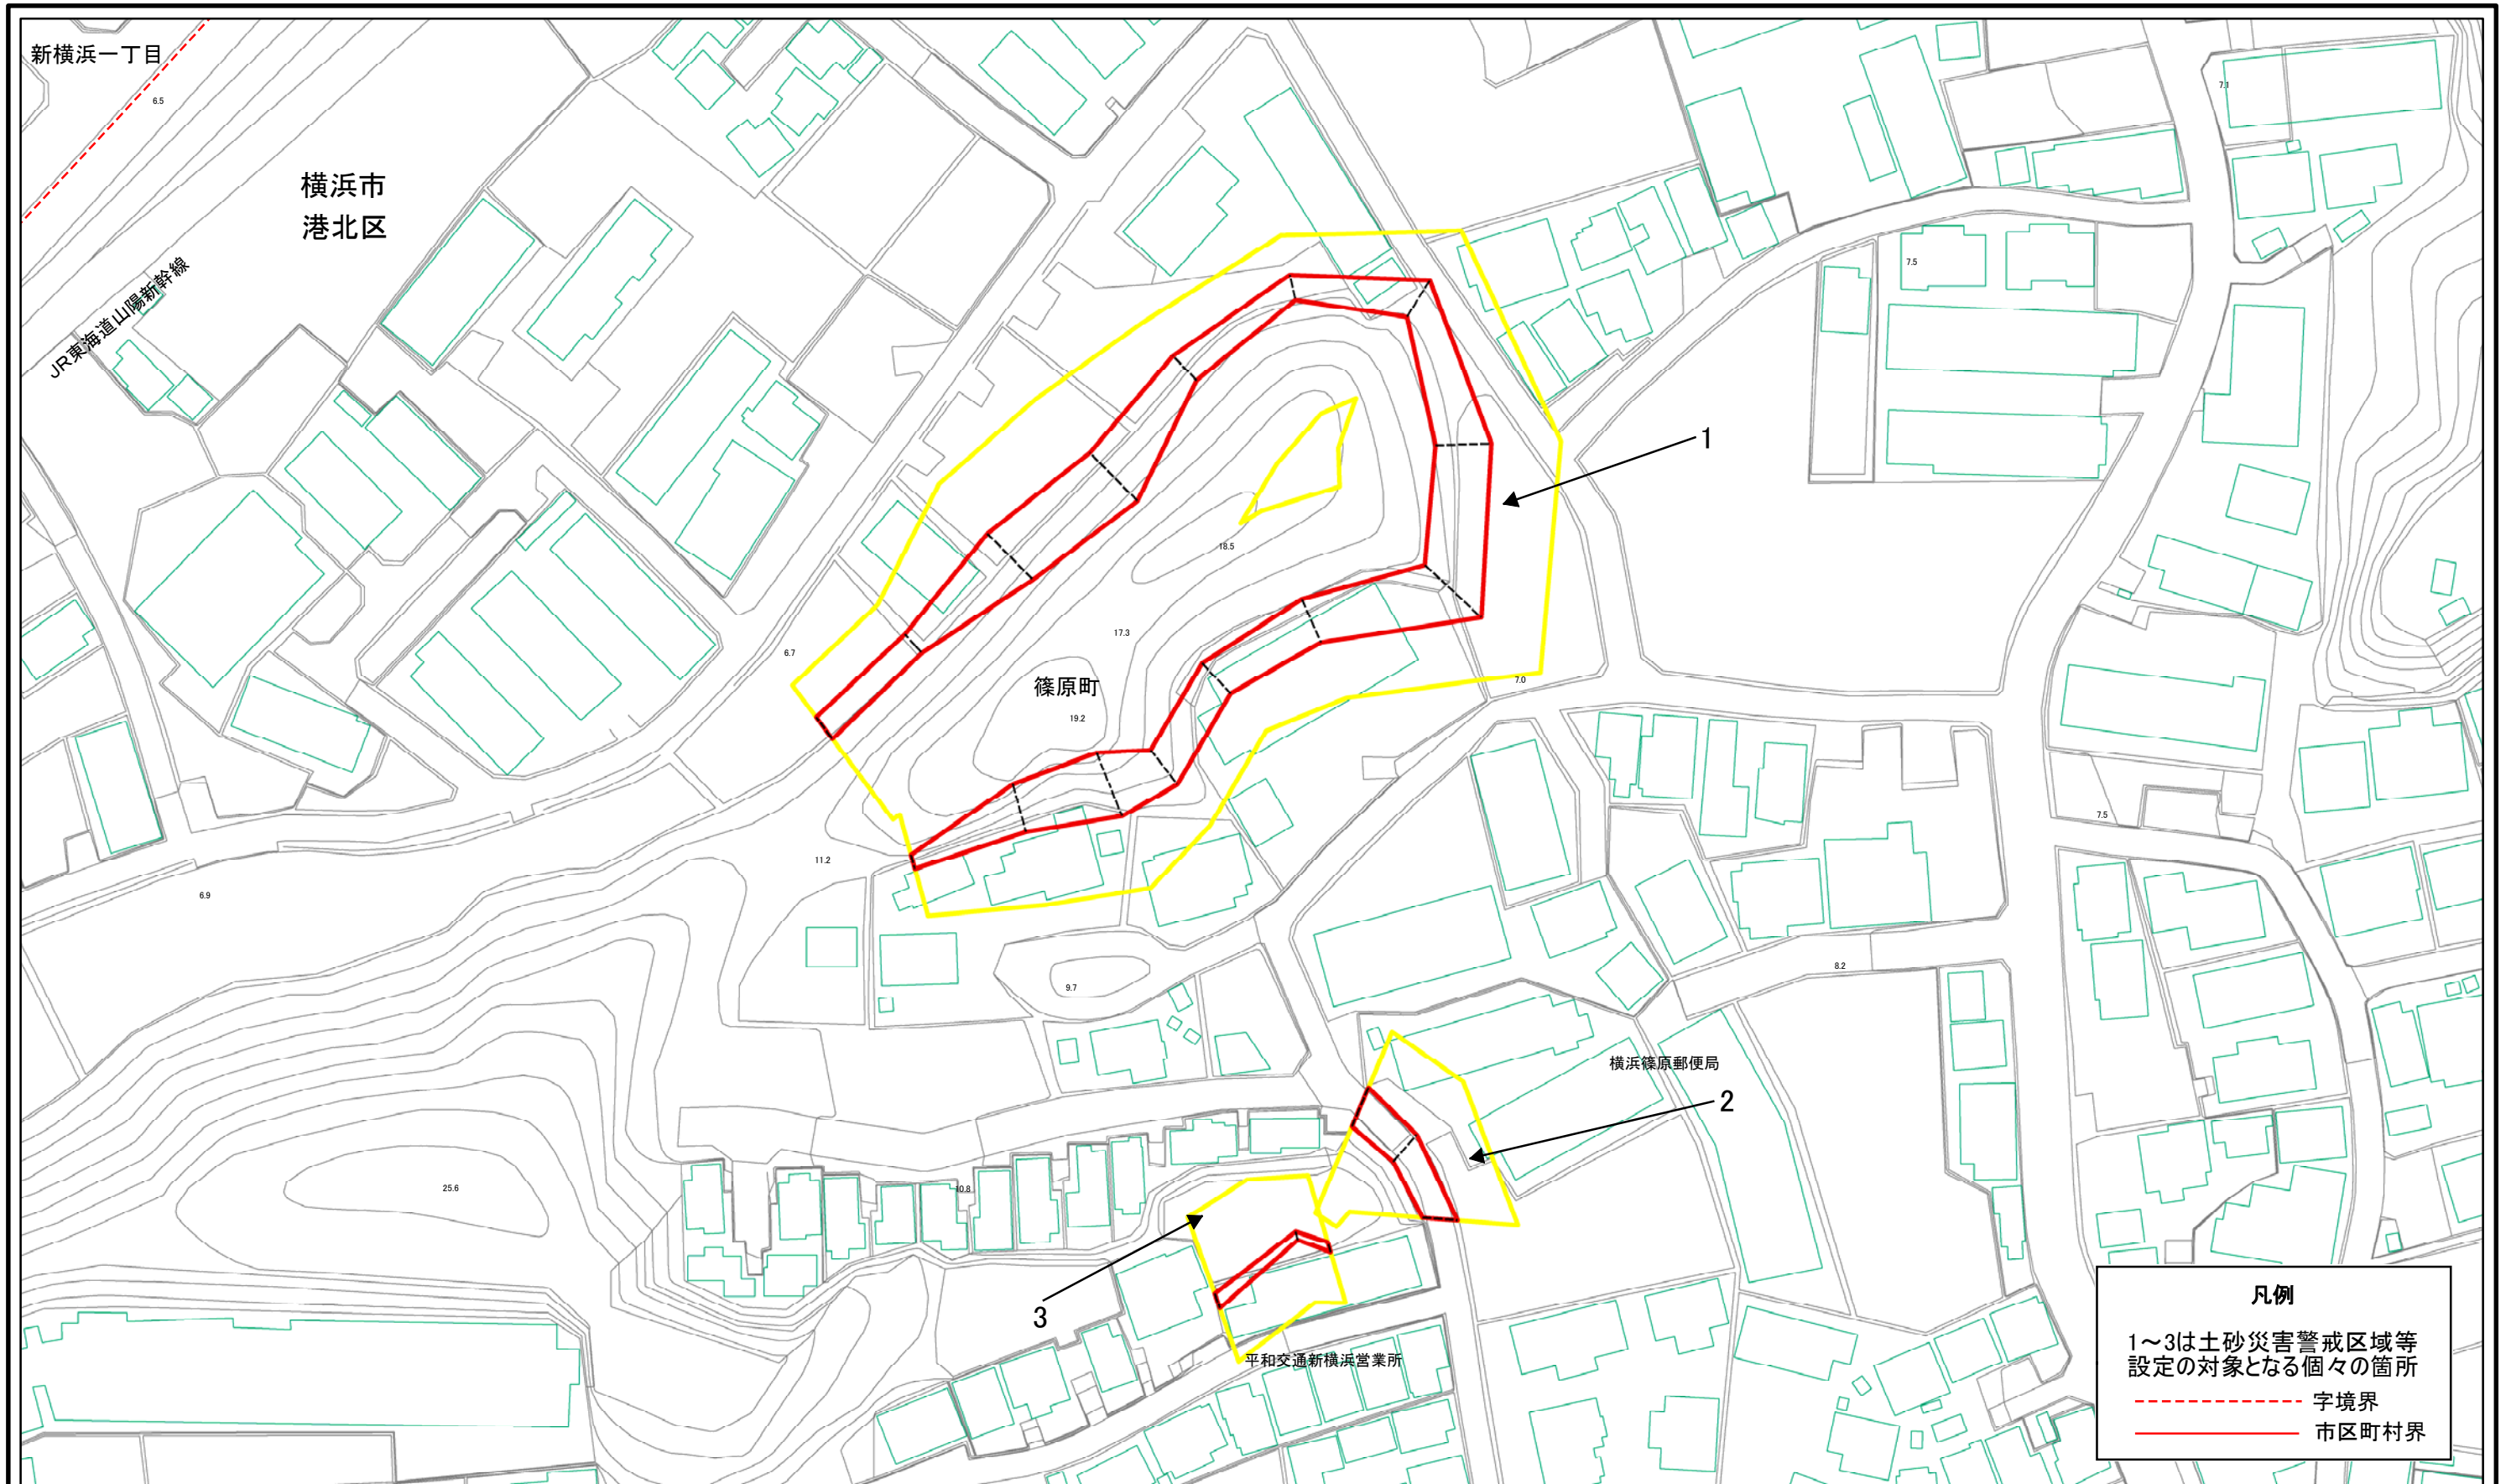 新横浜一丁目
6.5
横浜市
港北区
JR東海道山陽新幹線
7.1
7.5
1
18.5
17.3
6.7
篠原町
19.2
7.0
7.5
11.2
6.9
9.7
8.2
横浜篠原郵便局
2
25.6
10.8
3
平和交通新横浜営業所
凡例
1～3は土砂災害警戒区域等
設定の対象となる個々の箇所
字境界
市区町村界